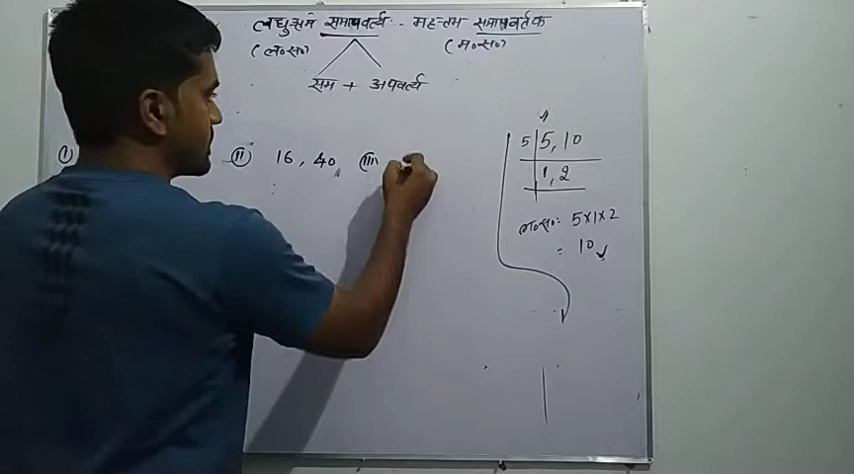 लघुत्तम समापवर्त्य - महत्तम समापवर्तक
(ल०स०) (म०स०)
सम + अपवर्त्य
5 5, 10
(i) (ii) 16, 40, (iii)
1, 2
ल०स० = 5×1×2
= 10